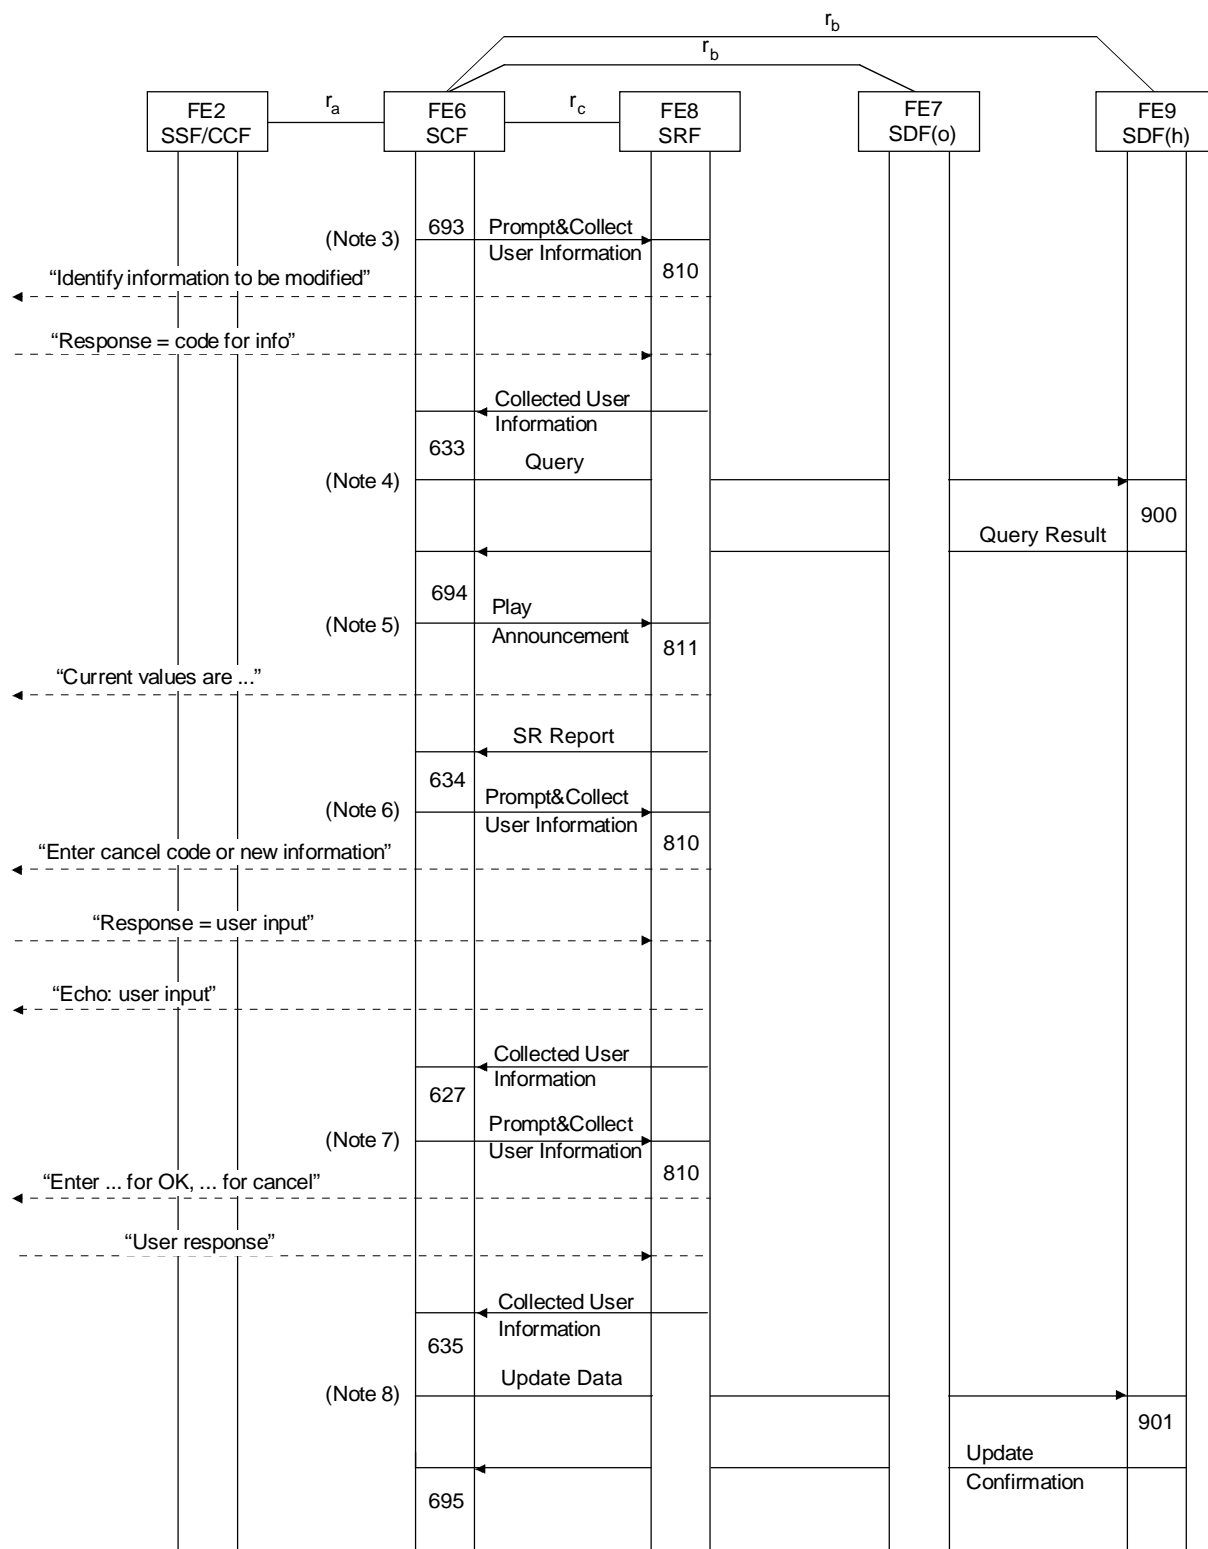 r_b
r_b
FE2
SSF/CCF
r_a
FE6
SCF
r_c
FE8
SRF
FE7
SDF(o)
FE9
SDF(h)
(Note 3)
693
Prompt&Collect
User Information
810
“Identify information to be modified”
“Response = code for info”
Collected User
Information
633
Query
(Note 4)
900
Query Result
694
Play
(Note 5)
Announcement
811
“Current values are ...”
SR Report
634
Prompt&Collect
(Note 6)
User Information
810
“Enter cancel code or new information”
“Response = user input”
“Echo: user input”
Collected User
Information
627
Prompt&Collect
(Note 7)
User Information
810
“Enter ... for OK, ... for cancel”
“User response”
Collected User
Information
635
Update Data
(Note 8)
901
Update
Confirmation
695